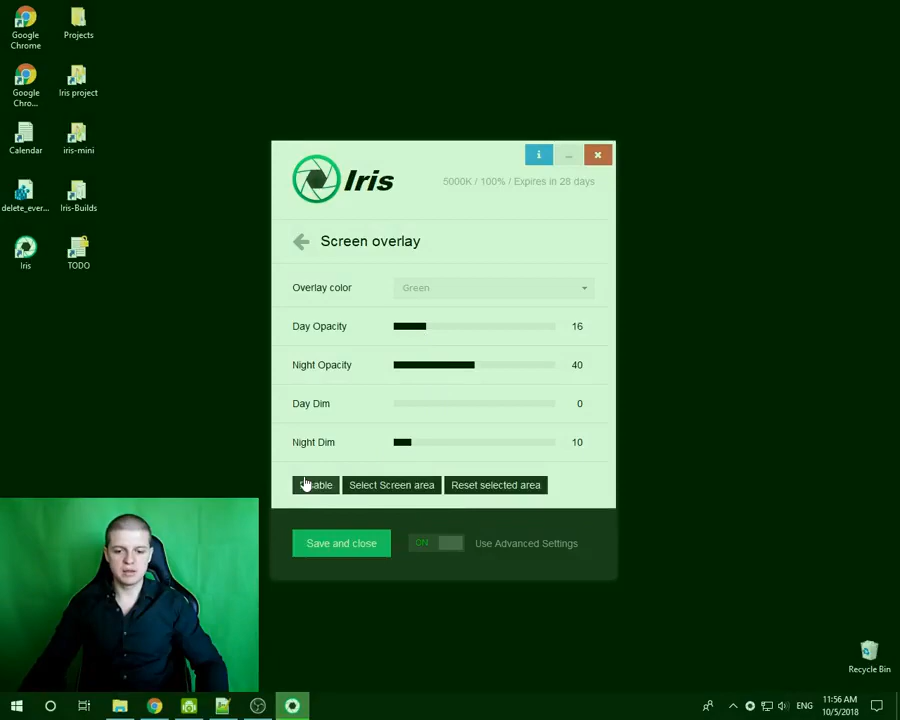 Google
Chrome
Projects
Google
Chro...
Iris project
Calendar
iris-mini
delete_ever...
Iris-Builds
Iris
TODO
Iris
5000K / 100% / Expires in 28 days
Screen overlay
Overlay color
Green
Day Opacity
16
Night Opacity
40
Day Dim
0
Night Dim
10
Select Screen area
Reset selected area
Save and close
ON
Use Advanced Settings
Recycle Bin
ENG
11:56 AM
10/5/2018